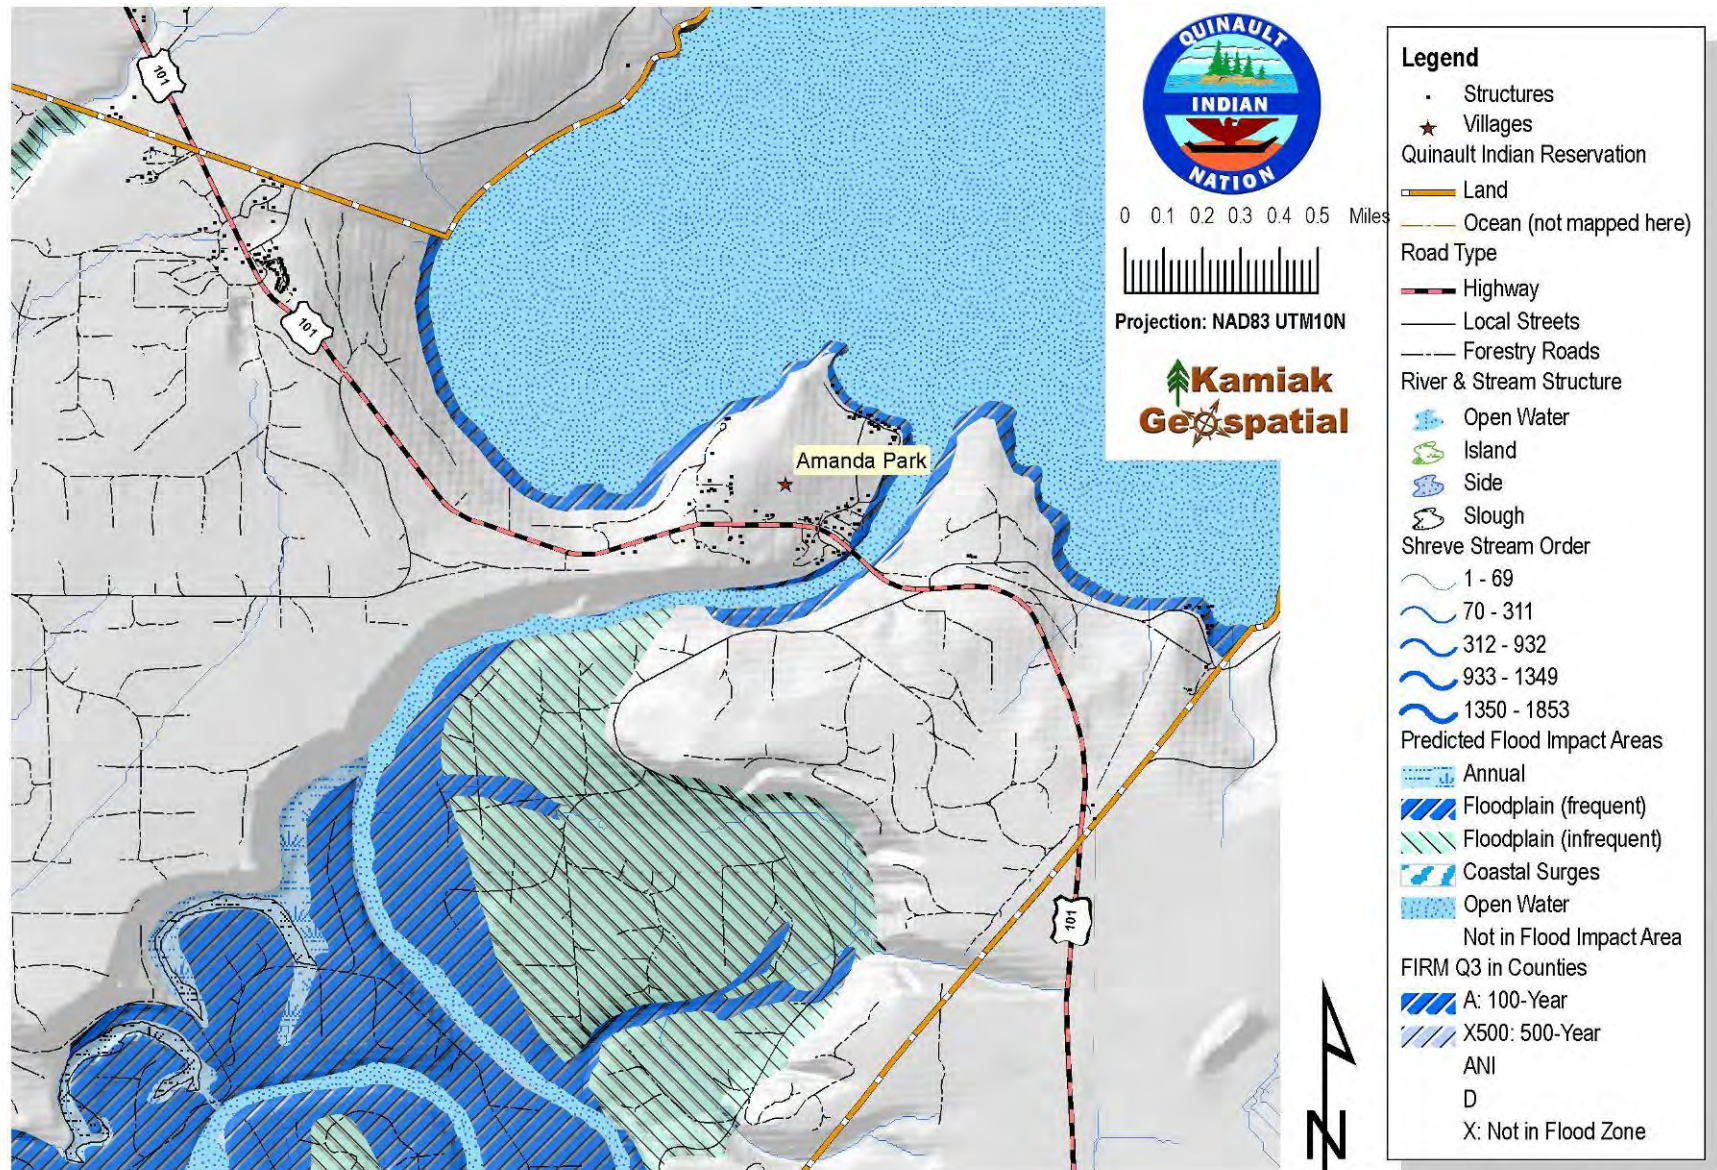 101
101
Amanda Park
101
QUINAULT
INDIAN
NATION
0 0.1 0.2 0.3 0.4 0.5 Miles
Projection: NAD83 UTM10N
Kamiak
Geospatial
N
Legend
Structures
Villages
Quinault Indian Reservation
Land
Ocean (not mapped here)
Road Type
Highway
Local Streets
Forestry Roads
River & Stream Structure
Open Water
Island
Side
Slough
Shreve Stream Order
1 - 69
70 - 311
312 - 932
933 - 1349
1350 - 1853
Predicted Flood Impact Areas
Annual
Floodplain (frequent)
Floodplain (infrequent)
Coastal Surges
Open Water
Not in Flood Impact Area
FIRM Q3 in Counties
A: 100-Year
X500: 500-Year
ANI
D
X: Not in Flood Zone